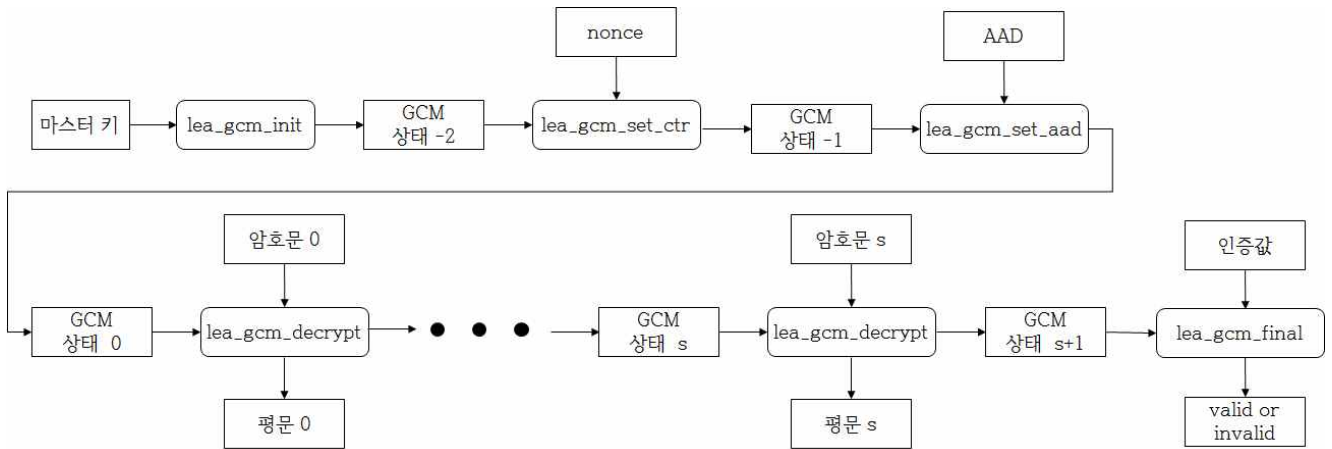 nonce
AAD
마스터 키
lea_gcm_init
GCM
상태 -2
lea_gcm_set_ctr
GCM
상태 -1
lea_gcm_set_aad
암호문 0
암호문 s
인증값
GCM
상태 0
lea_gcm_decrypt
GCM
상태 s
lea_gcm_decrypt
GCM
상태 s+1
lea_gcm_final
평문 0
평문 s
valid or
invalid